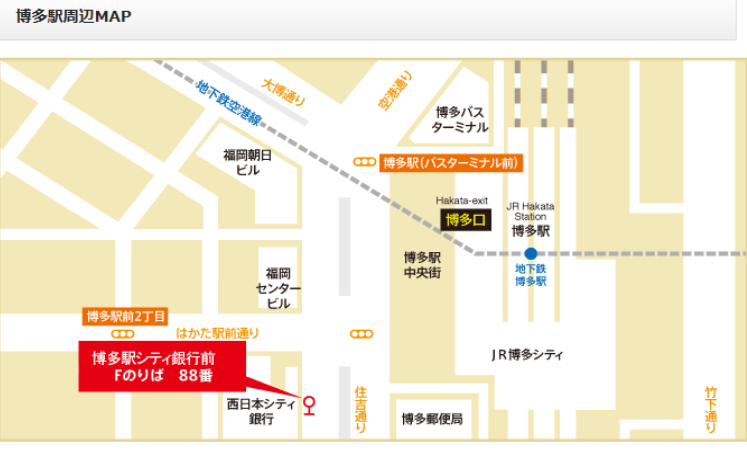 博多駅周辺MAP
地下鉄空港線
大博通り
空港通り
博多バス
ターミナル
福岡朝日
ビル
博多駅(バスターミナル前)
Hakata-exit
博多口
JR Hakata
Station
博多駅
博多駅
中央街
地下鉄
博多駅
福岡
センター
ビル
博多駅前2丁目
はかた駅前通り
博多駅シティ銀行前
Fのりば 88番
JR博多シティ
西日本シティ
銀行
住吉通り
博多郵便局
竹下通り